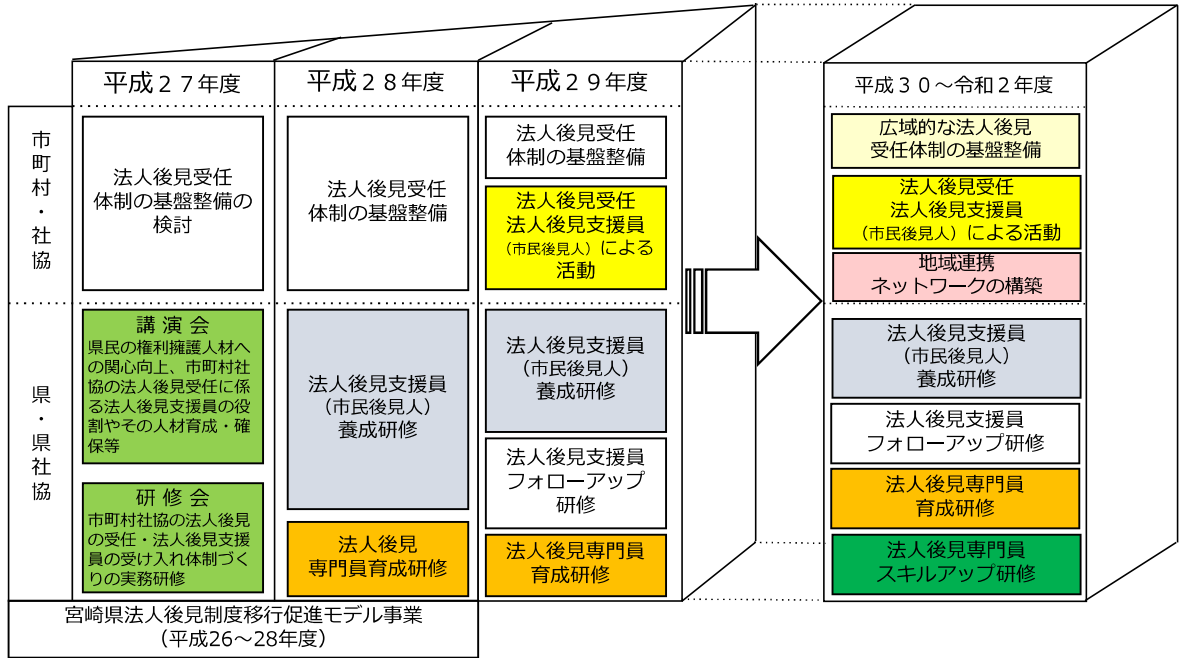 平成２７年度
平成２８年度
平成２９年度
平成３０～令和２年度
市町村・社協
法人後見受任
体制の基盤整備の
検討
法人後見受任
体制の基盤整備
法人後見受任
体制の基盤整備
法人後見受任
法人後見支援員
（市民後見人）による
活動
広域的な法人後見
受任体制の基盤整備
法人後見受任
法人後見支援員
（市民後見人）による活動
地域連携
ネットワークの構築
県・県社協
講 演 会
県民の権利擁護人材へ
の関心向上、市町村社
協の法人後見受任に係
る法人後見支援員の役
割やその人材育成・確
保等
研 修 会
市町村社協の法人後見
の受任・法人後見支援
員の受け入れ体制づく
りの実務研修
法人後見支援員
（市民後見人）
養成研修
法人後見
専門員育成研修
法人後見支援員
（市民後見人）
養成研修
法人後見支援員
フォローアップ
研修
法人後見専門員
育成研修
法人後見支援員
（市民後見人）
養成研修
法人後見支援員
フォローアップ研修
法人後見専門員
育成研修
法人後見専門員
スキルアップ研修
宮崎県法人後見制度移行促進モデル事業
（平成26～28年度）